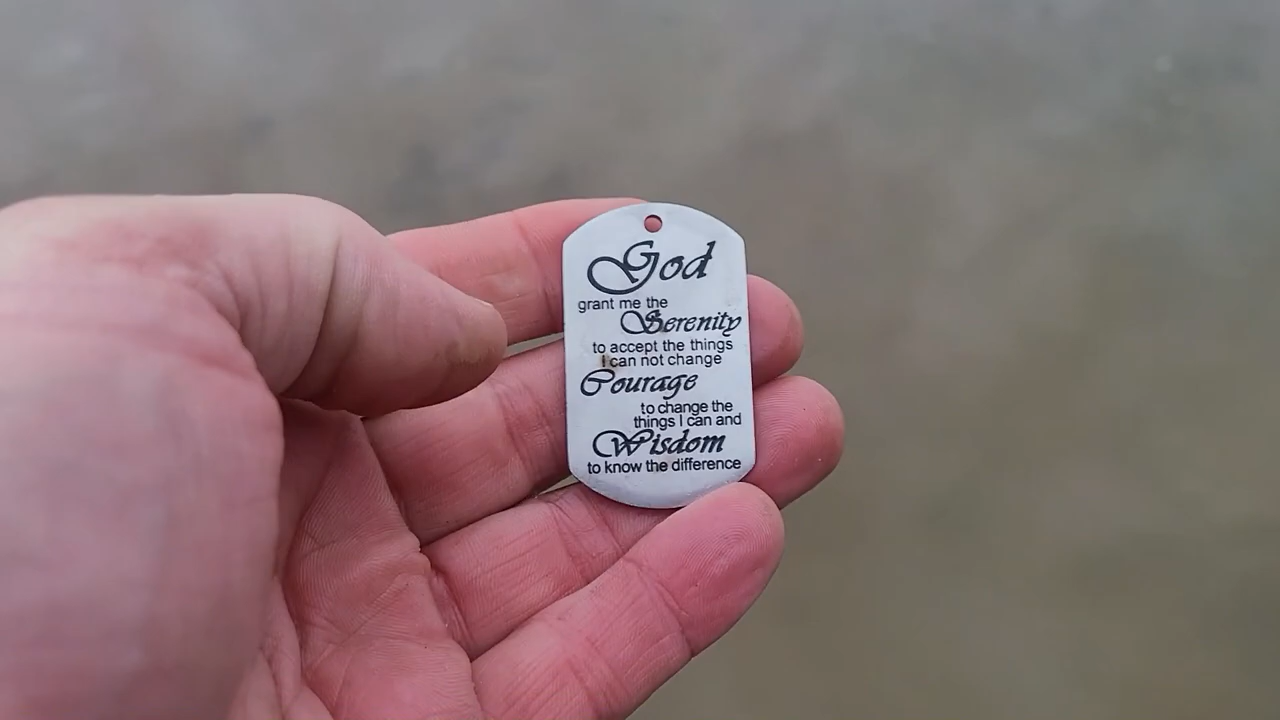 God
grant me the
Serenity
to accept the things
I can not change
Courage
to change the
things I can and
Wisdom
to know the difference